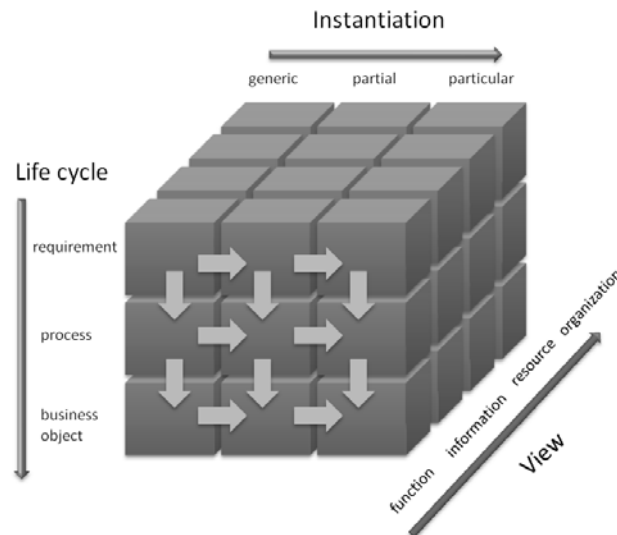 Instantiation
generic partial particular
Life cycle
requirement
process
business
object
function information resource organization
View